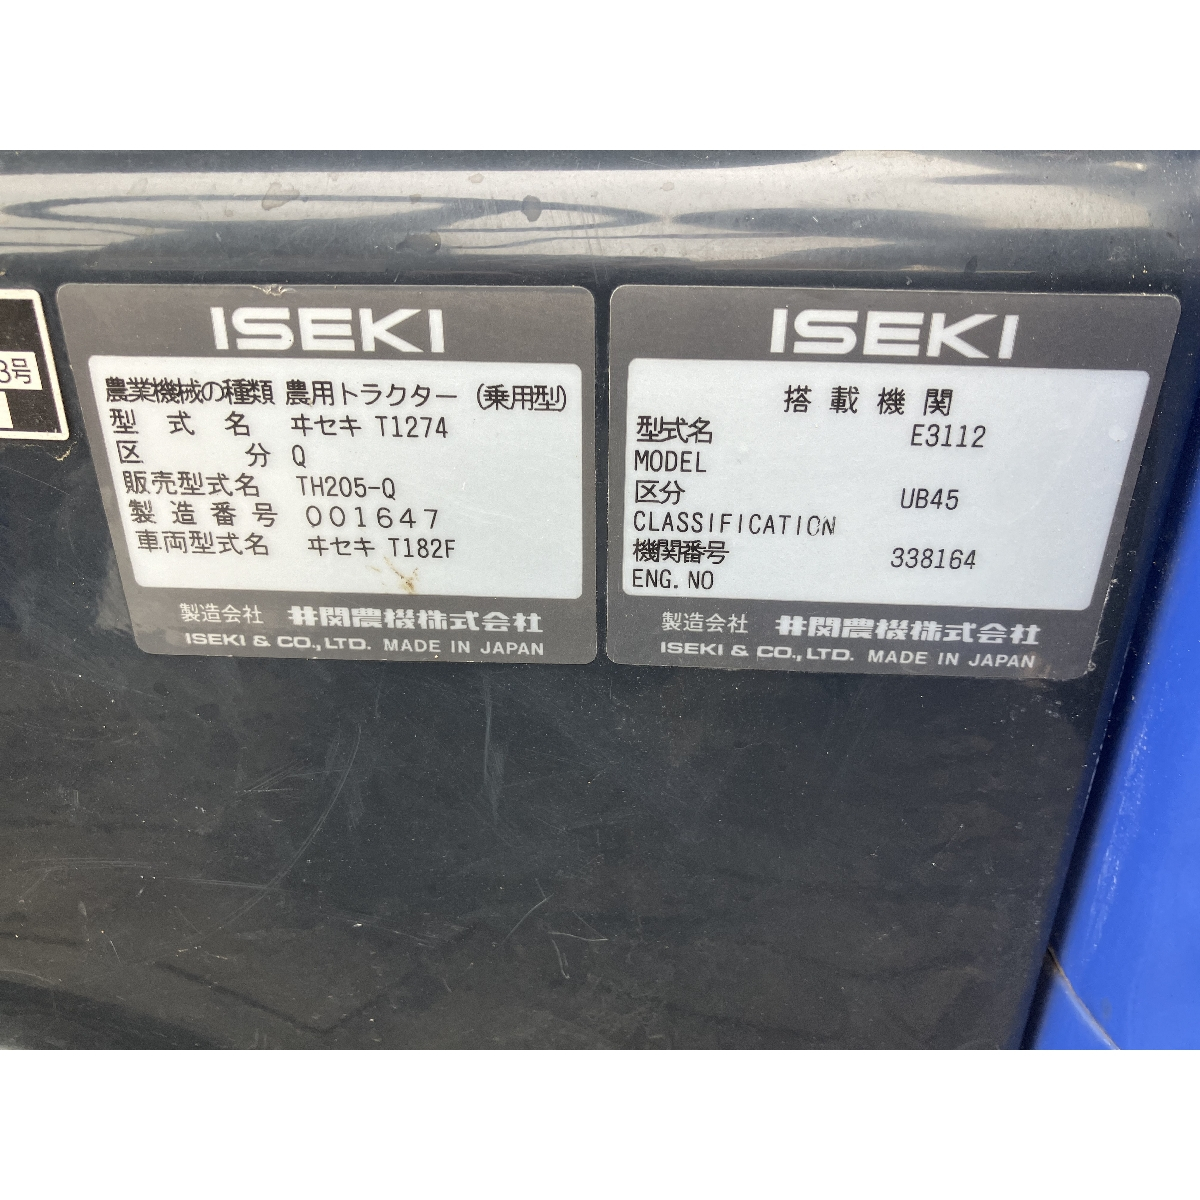 3号
ISEKI
農業機械の種類 農用トラクター (乗用型)
型式名 ヰセキ T1274
区分 Q
販売型式名 TH205-Q
製造番号 001647
車両型式名 ヰセキ T182F
製造会社 井関農機株式会社
ISEKI & CO., LTD. MADE IN JAPAN
ISEKI
搭載機関
型式名 E3112
MODEL
区分 UB45
CLASSIFICATION
機関番号 338164
ENG. NO
製造会社 井関農機株式会社
ISEKI & CO., LTD. MADE IN JAPAN